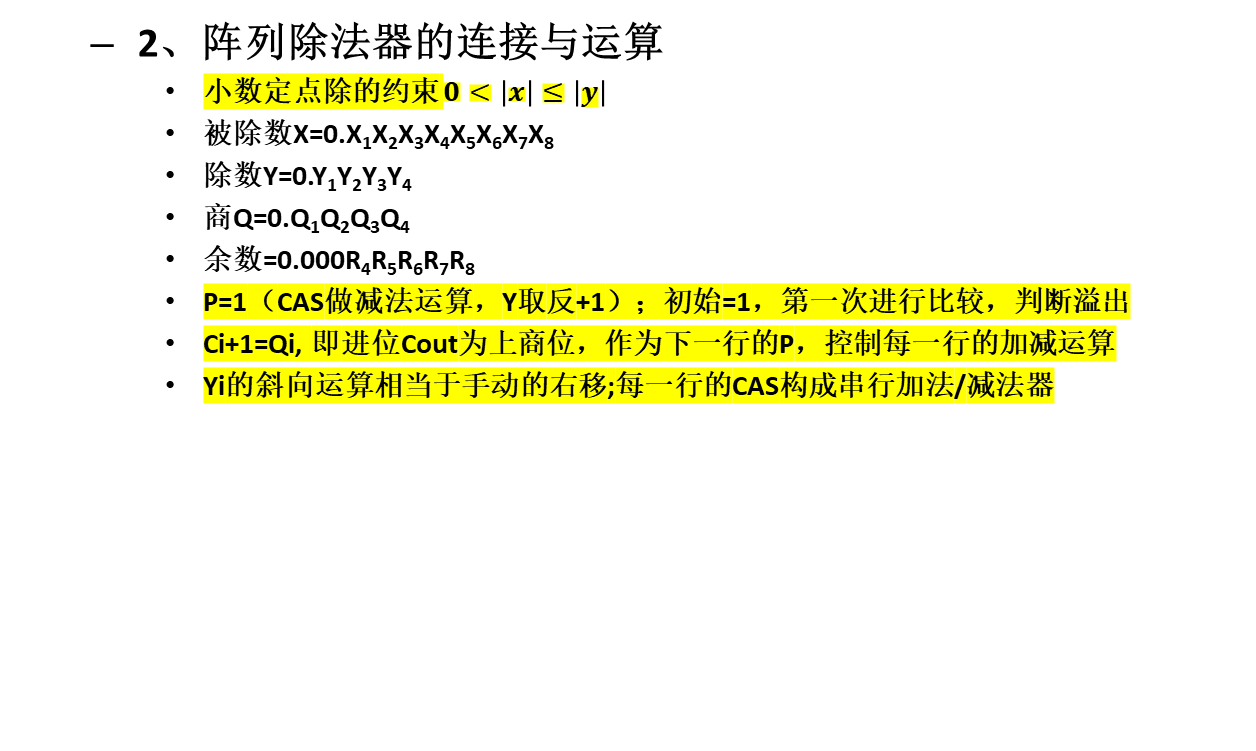 – 2、阵列除法器的连接与运算
• 小数定点除的约束0 < |x| ≤ |y|
• 被除数X=0.X₁X₂X₃X₄X₅X₆X₇X₈
• 除数Y=0.Y₁Y₂Y₃Y₄
• 商Q=0.Q₁Q₂Q₃Q₄
• 余数=0.000R₄R₅R₆R₇R₈
• P=1（CAS做减法运算，Y取反+1）；初始=1，第一次进行比较，判断溢出
• Ci+1=Qi, 即进位Cout为上商位，作为下一行的P，控制每一行的加减运算
• Yi的斜向运算相当于手动的右移;每一行的CAS构成串行加法/减法器